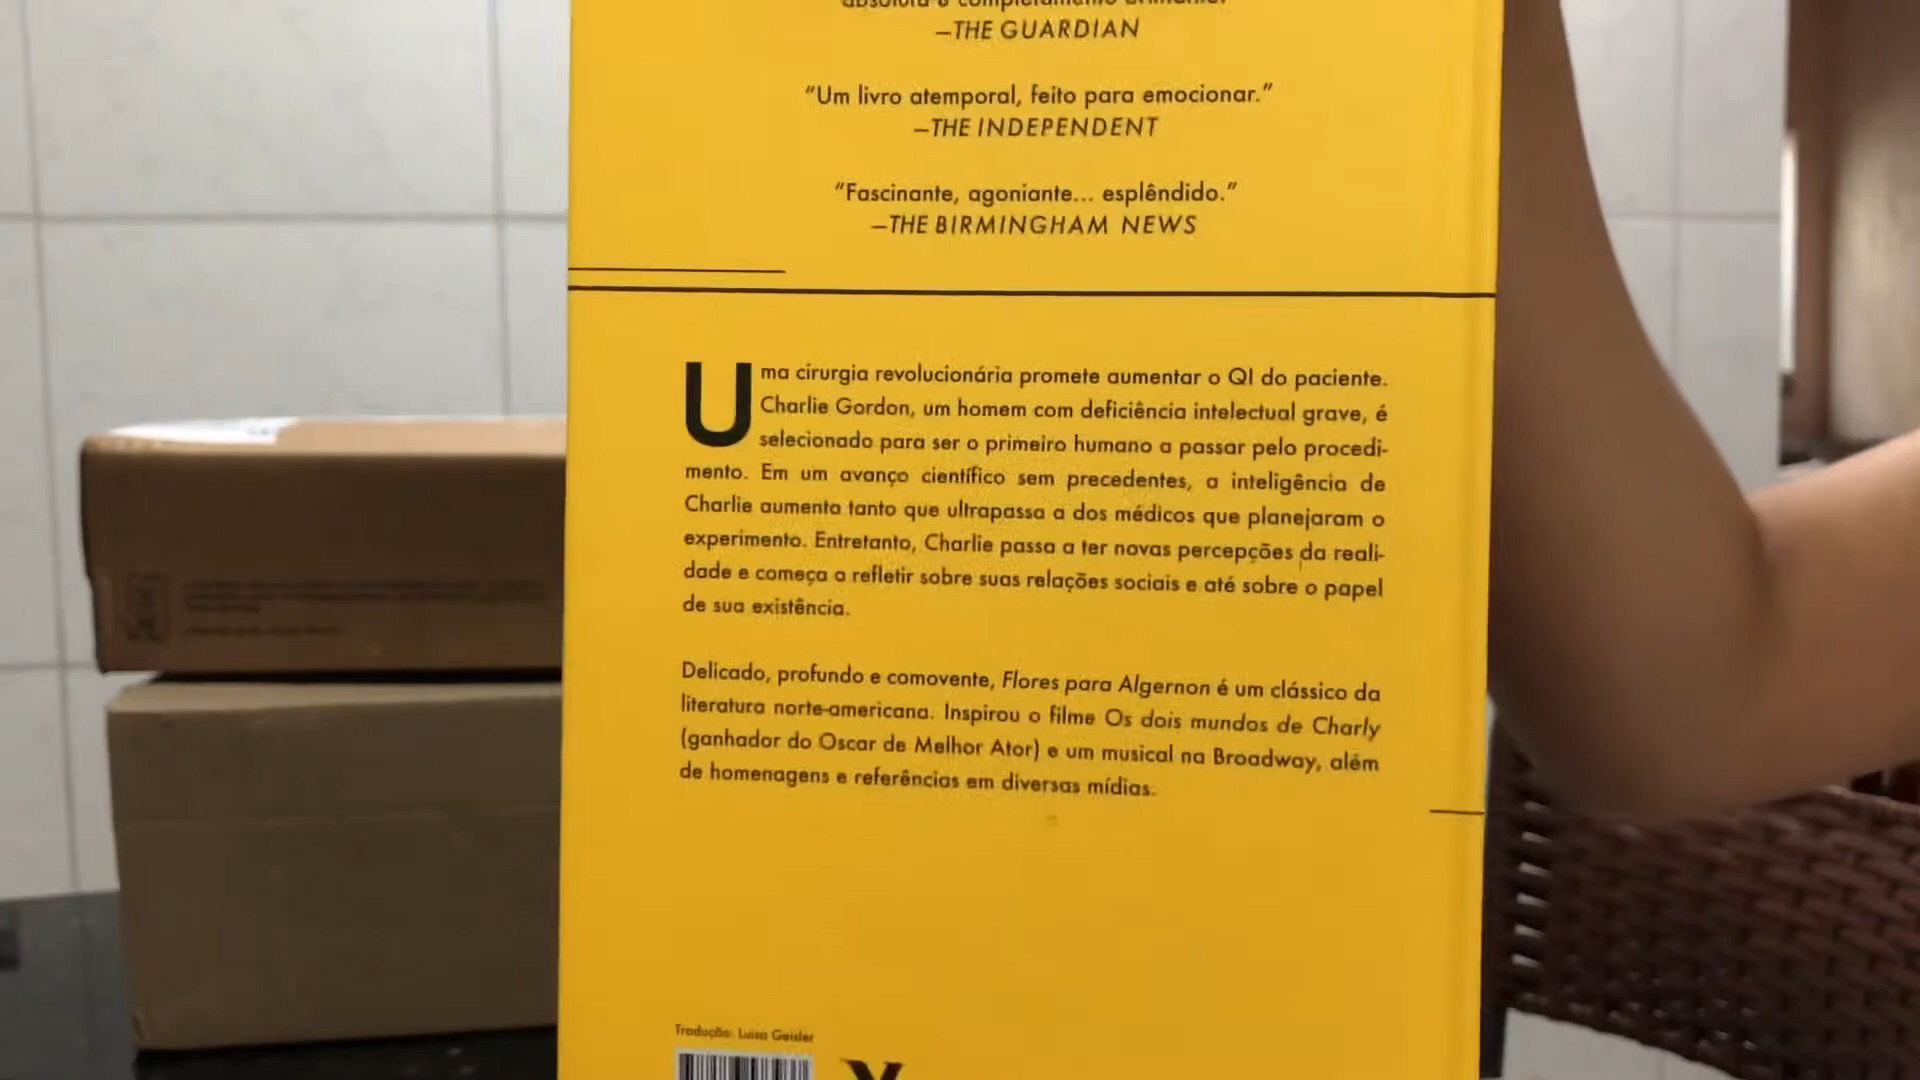 —THE GUARDIAN
“Um livro atemporal, feito para emocionar.”
—THE INDEPENDENT
“Fascinante, agoniante... esplêndido.”
—THE BIRMINGHAM NEWS
Uma cirurgia revolucionária promete aumentar o QI do paciente.
Charlie Gordon, um homem com deficiência intelectual grave, é
selecionado para ser o primeiro humano a passar pelo procedi-
mento. Em um avanço científico sem precedentes, a inteligência de
Charlie aumenta tanto que ultrapassa a dos médicos que planejaram o
experimento. Entretanto, Charlie passa a ter novas percepções da reali-
dade e começa a refletir sobre suas relações sociais e até sobre o papel
de sua existência.
Delicado, profundo e comovente, Flores para Algernon é um clássico da
literatura norte-americana. Inspirou o filme Os dois mundos de Charly
(ganhador do Oscar de Melhor Ator) e um musical na Broadway, além
de homenagens e referências em diversas mídias.
Tradução: Luisa Geisler